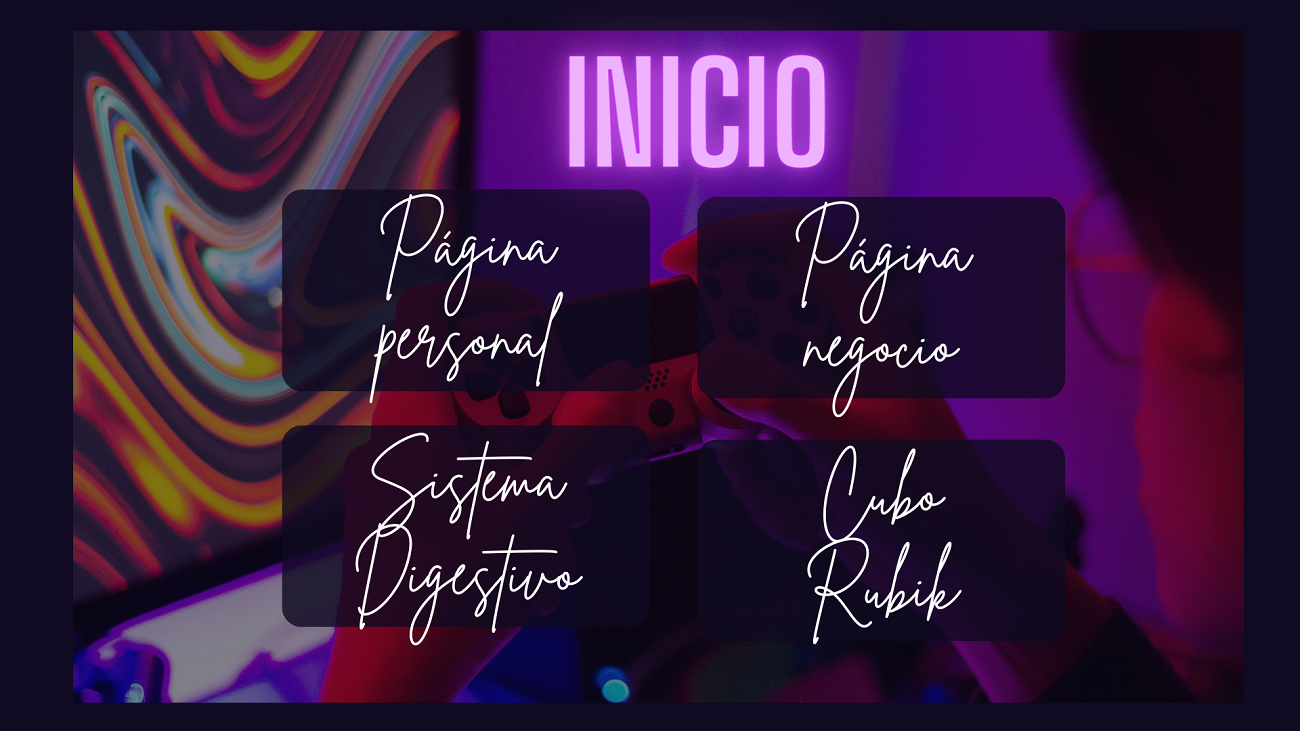 INICIO
Página
personal
Página
negocio
Sistema
Digestivo
Cubo
Rubik